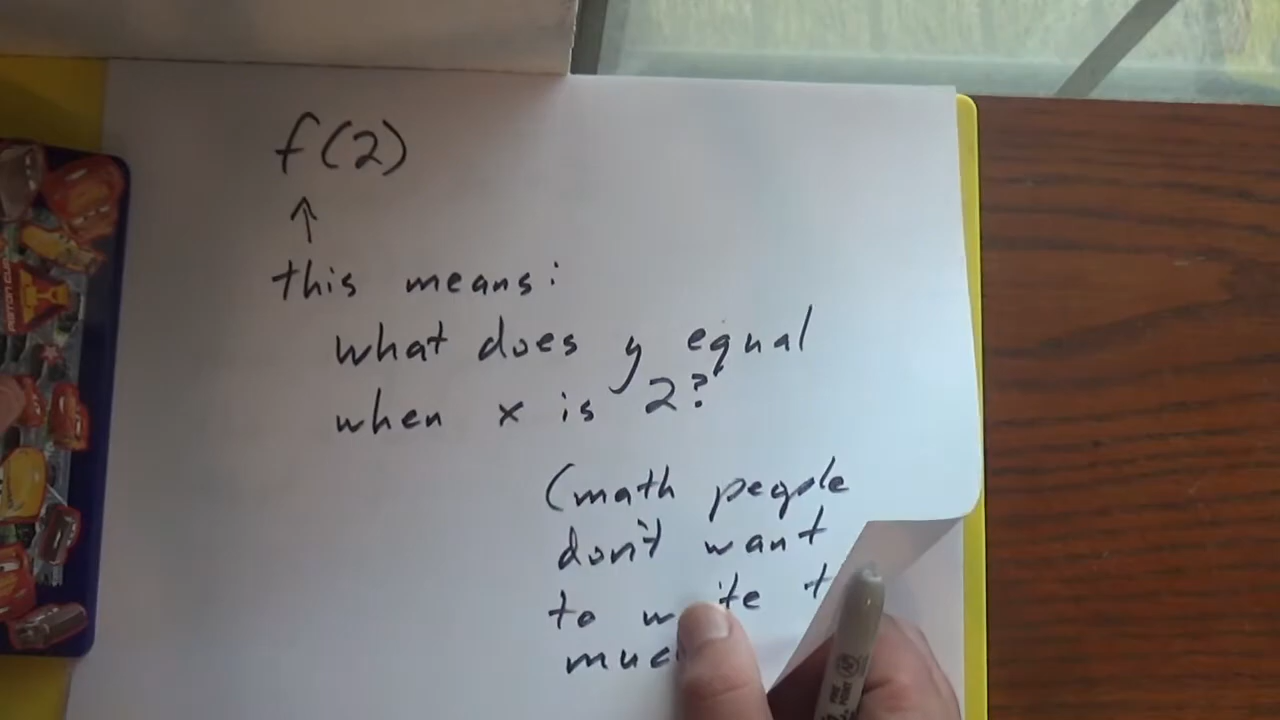 f(2)
↑
this means:
what does y equal
when x is 2?
(math people
don't want
to